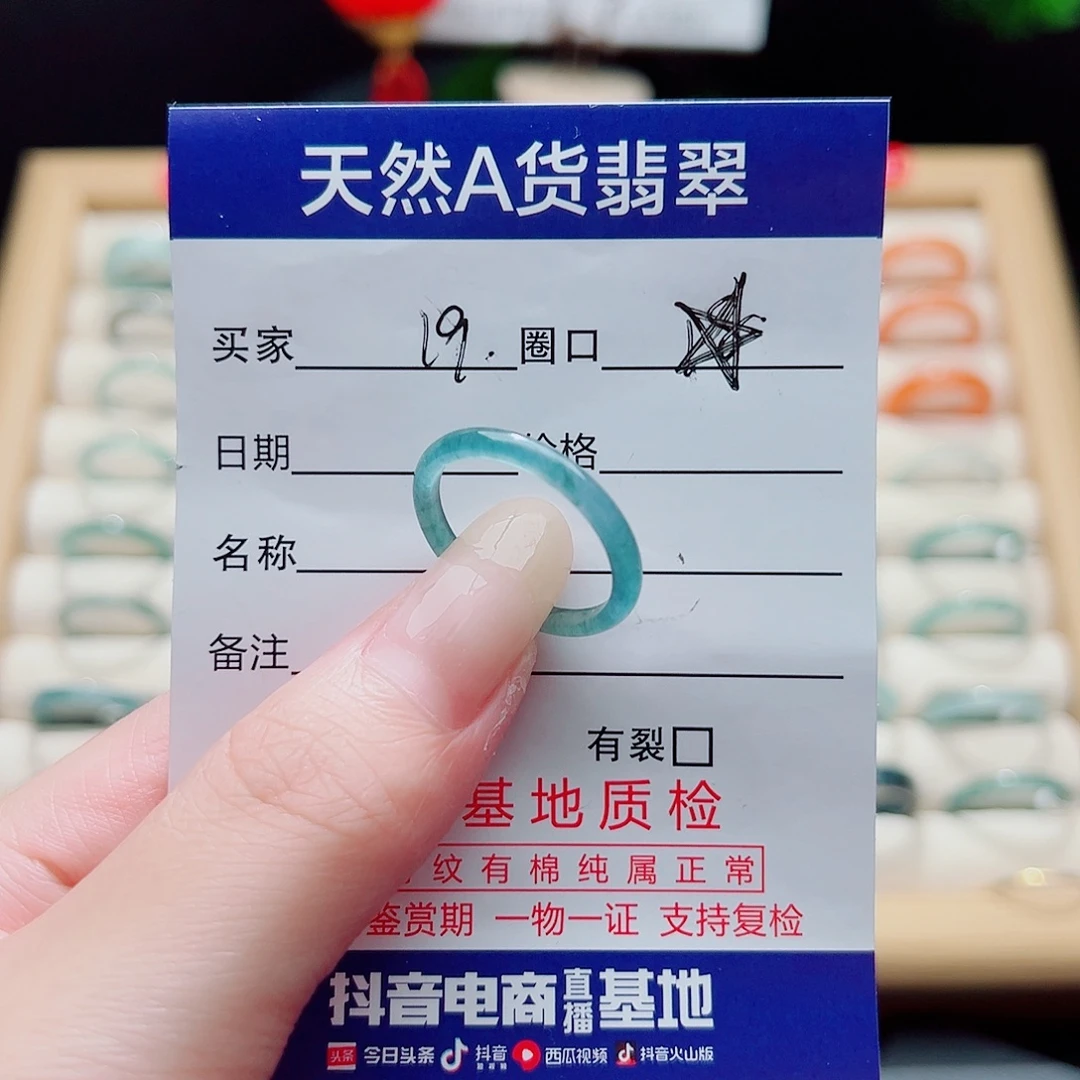 天然A货翡翠
买家 19. 圈口
日期 价格
名称
备注
有裂
基地质检
纹有棉纯属正常
鉴赏期 一物一证 支持复检
抖音电商直播基地
头条 今日头条 抖音 西瓜视频 抖音火山版